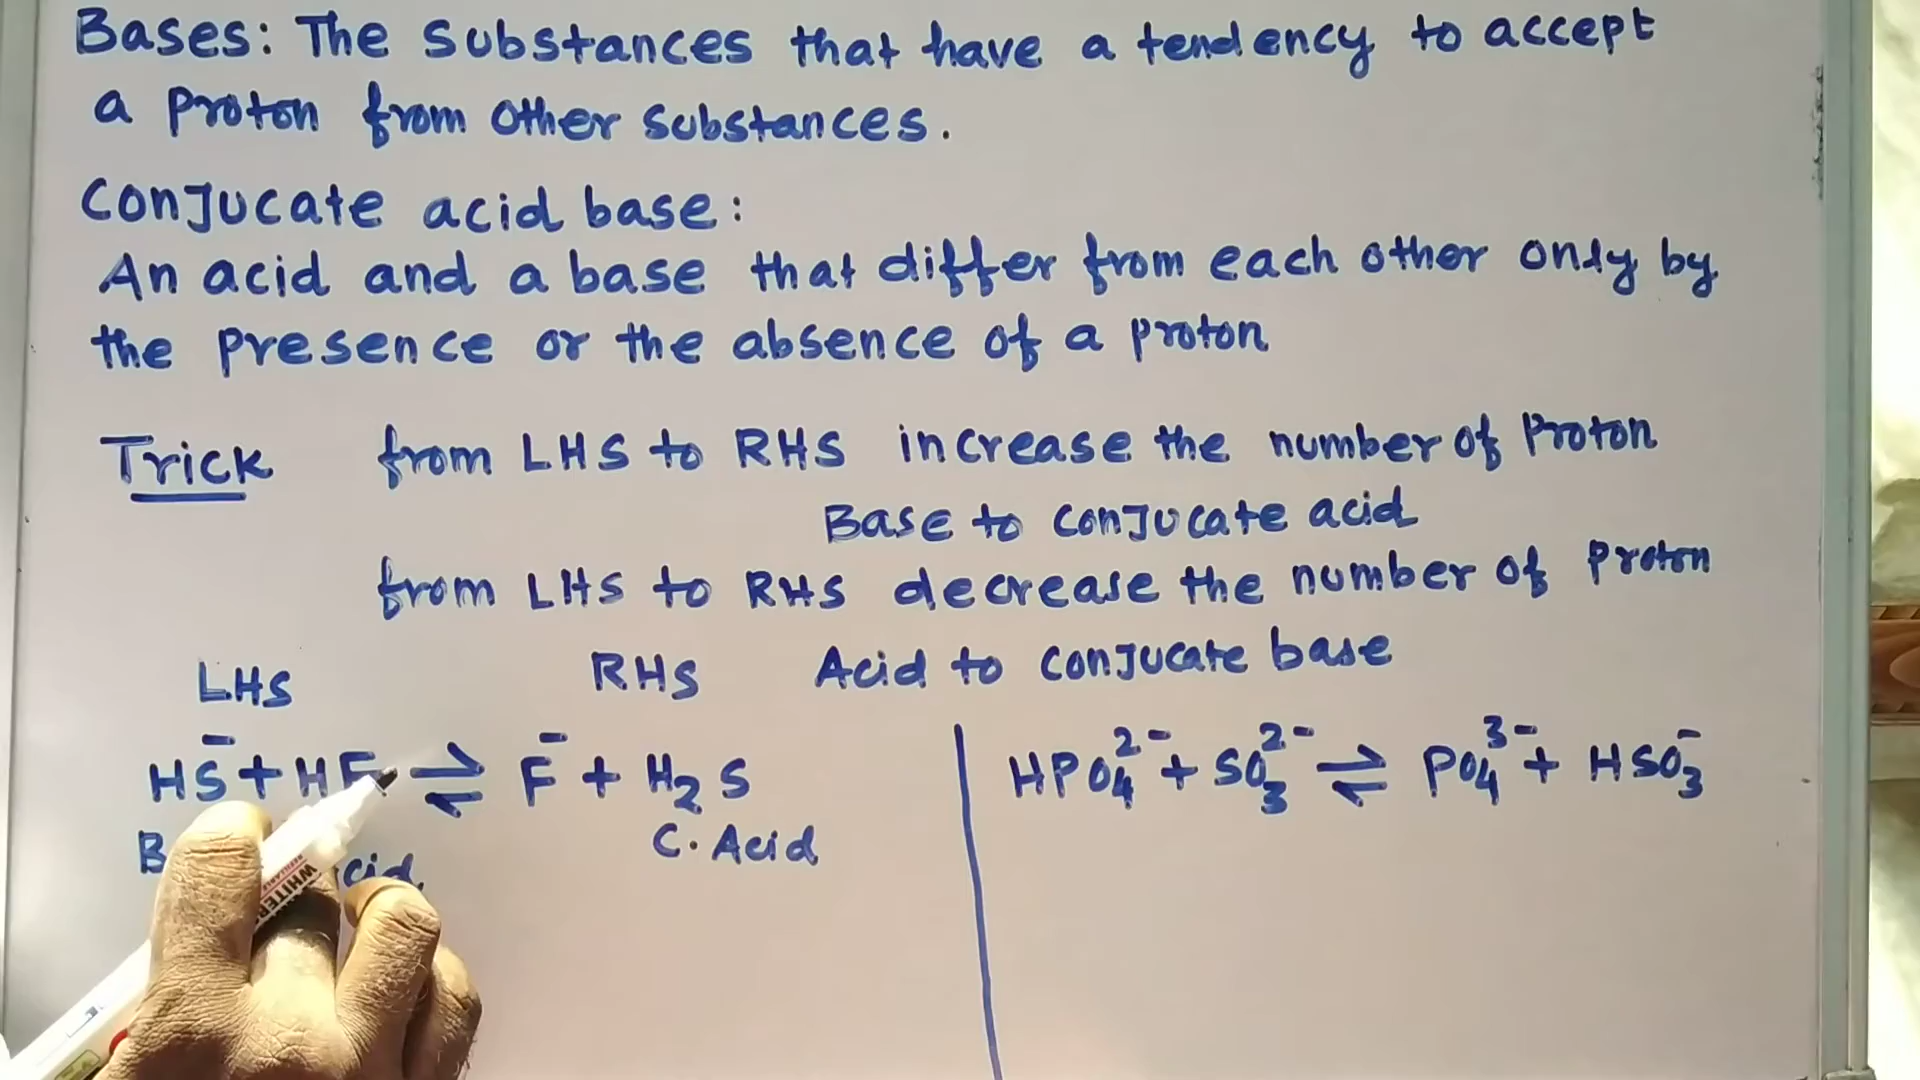 Bases: The substances that have a tendency to accept
a proton from other substances.
Conjucate acid base:
An acid and a base that differ from each other only by
the presence or the absence of a proton
Trick from LHS to RHS increase the number of Proton
Base to conjucate acid
from LHS to RHS decrease the number of proton
LHS RHS Acid to conjucate base
HS⁻ + HF ⇌ F⁻ + H₂S
HPO₄²⁻ + SO₃²⁻ ⇌ PO₄³⁻ + HSO₃⁻
C. Acid